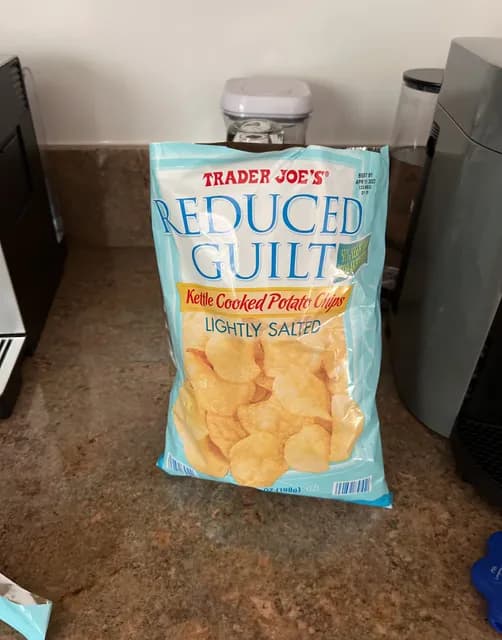 TRADER JOE'S®
REDUCED
GUILT
Kettle Cooked Potato Chips
LIGHTLY SALTED